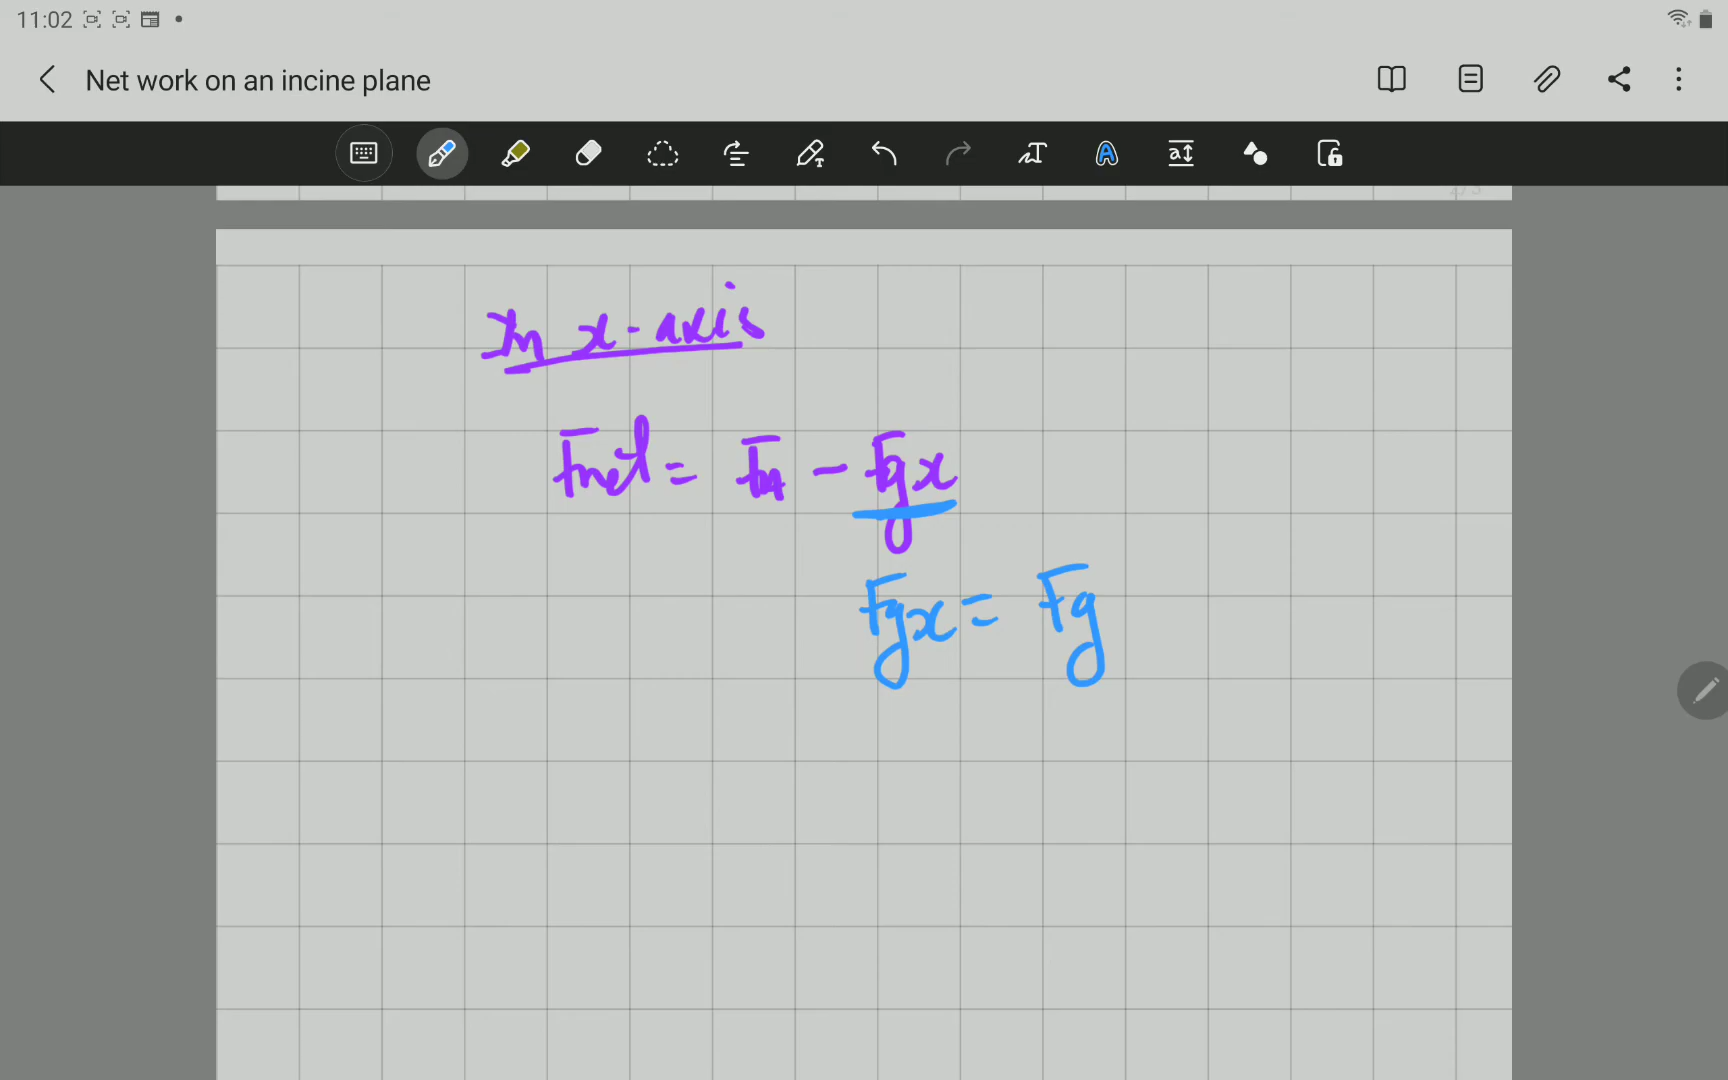 11:02
Net work on an incine plane
In x-axis
Fnet = Fa - Fgx
Fgx = Fg